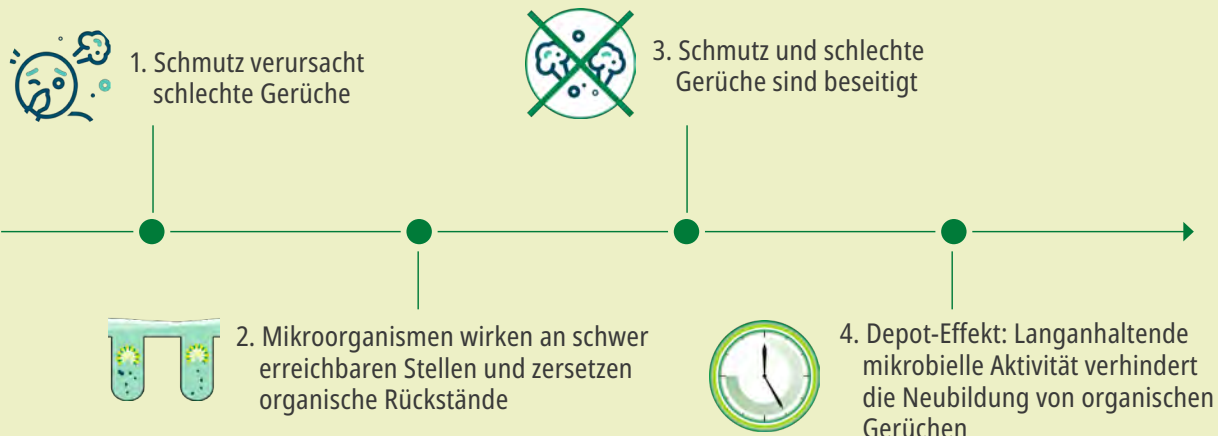 1. Schmutz verursacht
schlechte Gerüche
2. Mikroorganismen wirken an schwer
erreichbaren Stellen und zersetzen
organische Rückstände
3. Schmutz und schlechte
Gerüche sind beseitigt
4. Depot-Effekt: Langanhaltende
mikrobielle Aktivität verhindert
die Neubildung von organischen
Gerüchen